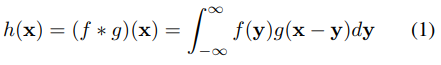 h(x) = (f * g)(x) = ∫_{-∞}^{∞} f(y)g(x − y)dy (1)